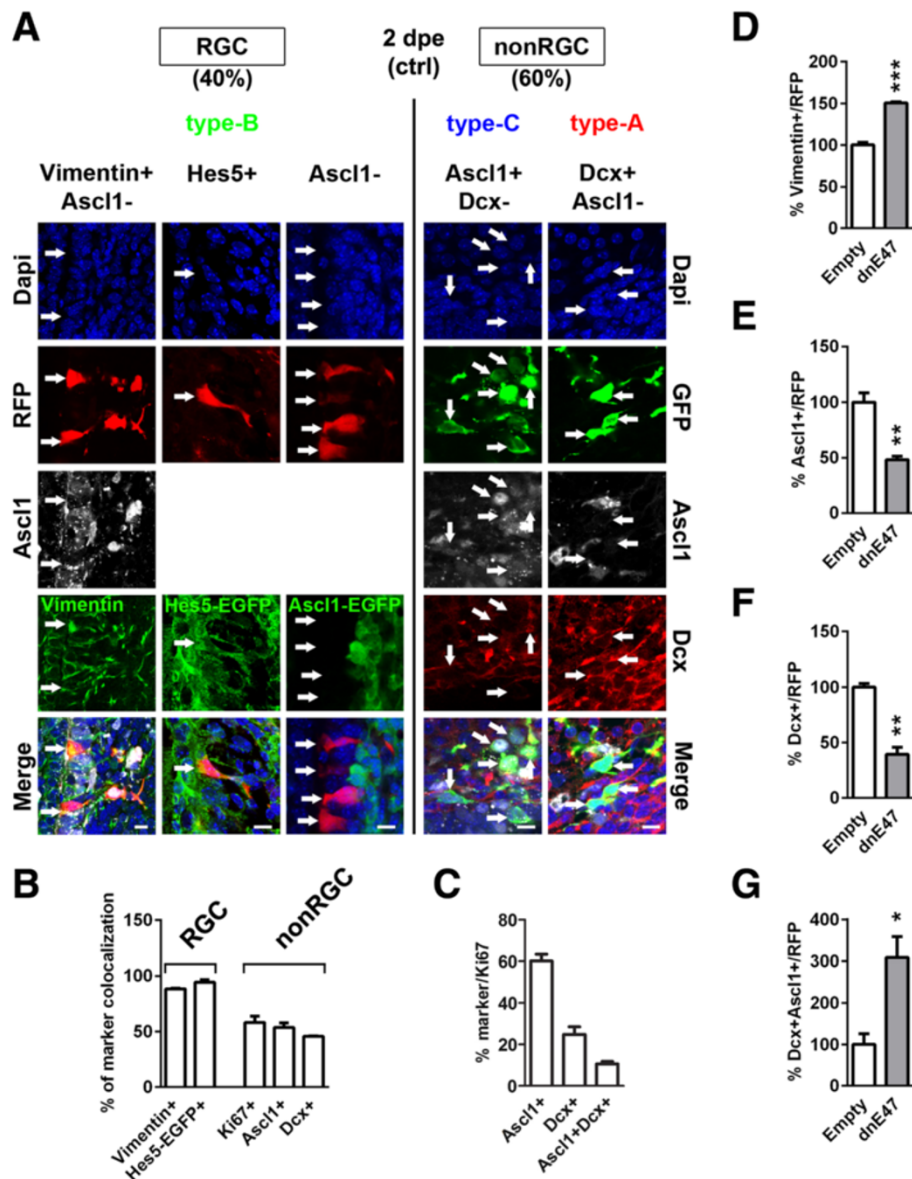 A
RGC
(40%)
2 dpe
(ctrl)
nonRGC
(60%)
type-B
type-C
type-A
Vimentin+
Ascl1-
Hes5+
Ascl1-
Ascl1+
Dcx-
Dcx+
Ascl1-
Dapi
Dapi
RFP
GFP
Ascl1
Ascl1
Vimentin
Hes5-EGFP
Ascl1-EGFP
Dcx
Merge
Merge
B
% of marker colocalization
150
100
50
0
RGC
nonRGC
Vimentin+
Hes5-EGFP+
Ki67+
Ascl1+
Dcx+
C
% marker/Ki67
80
60
40
20
0
Ascl1+
Dcx+
Ascl1+Dcx+
D
% Vimentin+/RFP
200
150
100
50
0
***
Empty
dnE47
E
% Ascl1+/RFP
150
100
50
0
**
Empty
dnE47
F
% Dcx+/RFP
150
100
50
0
**
Empty
dnE47
G
% Dcx+Ascl1+/RFP
400
300
200
100
0
*
Empty
dnE47